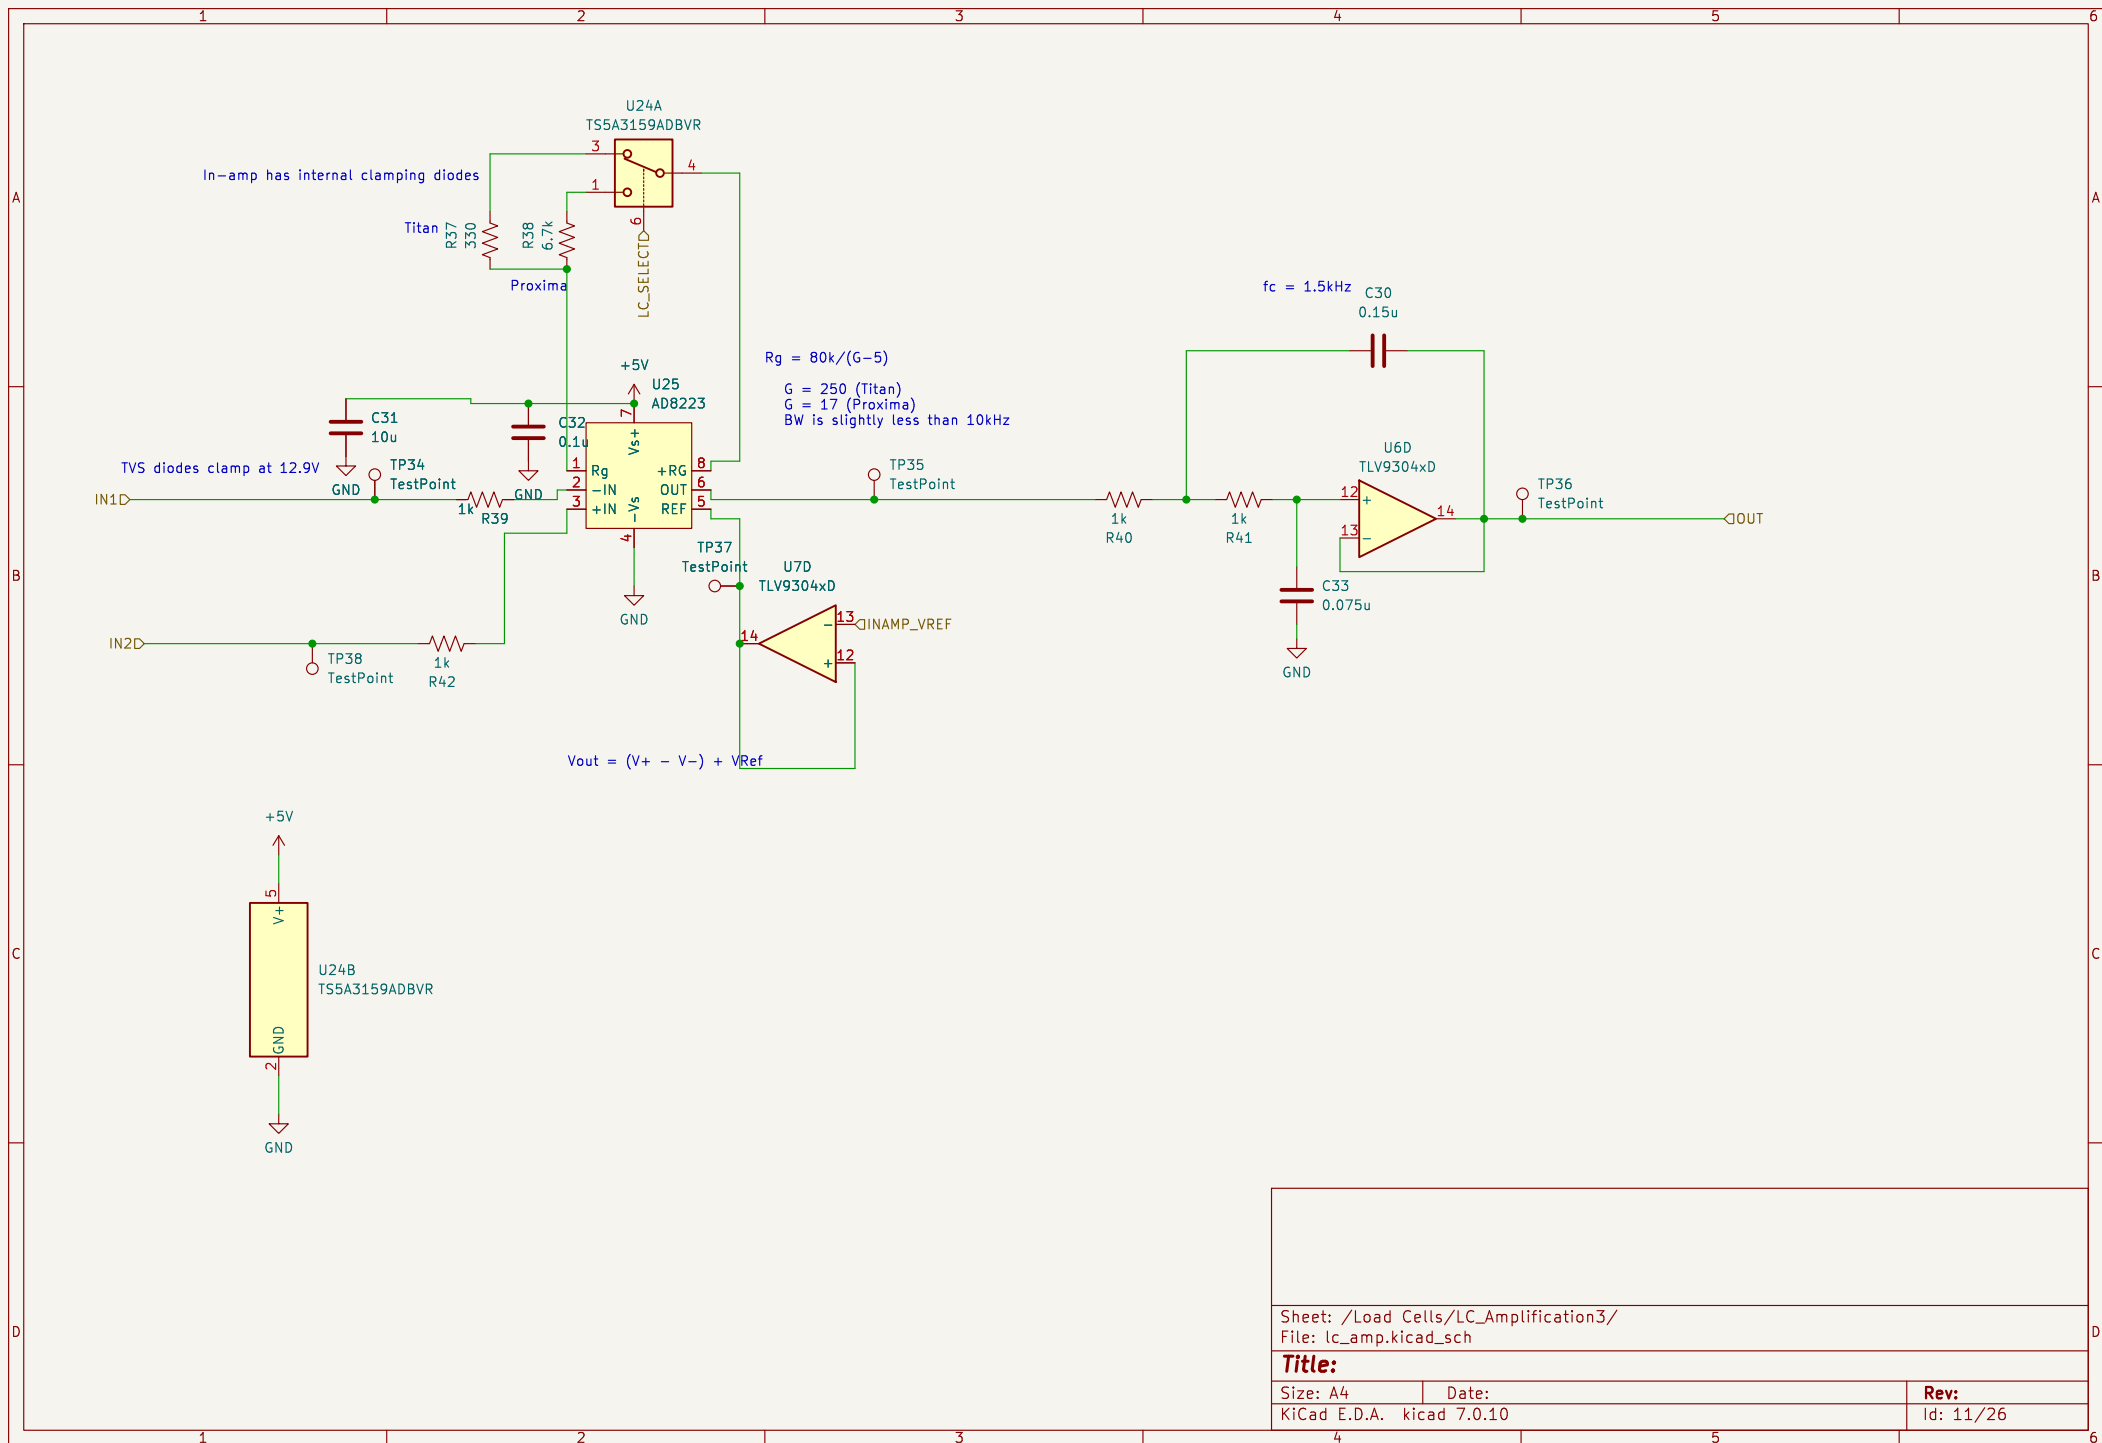 1 2 3 4 5 6
A A
B B
C C
D D
U24A
TS5A3159ADBVR
3
4
1
6
In-amp has internal clamping diodes
Titan
R37
330
R38
6.7k
Proxima
LC_SELECT
fc = 1.5kHz
C30
0.15u
Rg = 80k/(G-5)
G = 250 (Titan)
G = 17 (Proxima)
BW is slightly less than 10kHz
+5V
U25
AD8223
7
Vs+
C31
10u
GND
C32
0.1u
GND
TVS diodes clamp at 12.9V
TP34
TestPoint
IN1
1k
R39
1 Rg
2 -IN
3 +IN
+RG 8
OUT 6
REF 5
-Vs
4
GND
TP35
TestPoint
1k
R40
1k
R41
U6D
TLV9304xD
12
+
13
-
14
TP36
TestPoint
OUT
C33
0.075u
GND
TP37
TestPoint
U7D
TLV9304xD
13
-
14
12
+
INAMP_VREF
IN2
TP38
TestPoint
1k
R42
Vout = (V+ - V-) + VRef
+5V
5
V+
U24B
TS5A3159ADBVR
GND
2
GND
Sheet: /Load Cells/LC_Amplification3/
File: lc_amp.kicad_sch
Title:
Size: A4 Date: Rev:
KiCad E.D.A. kicad 7.0.10 Id: 11/26
1 2 3 4 5 6